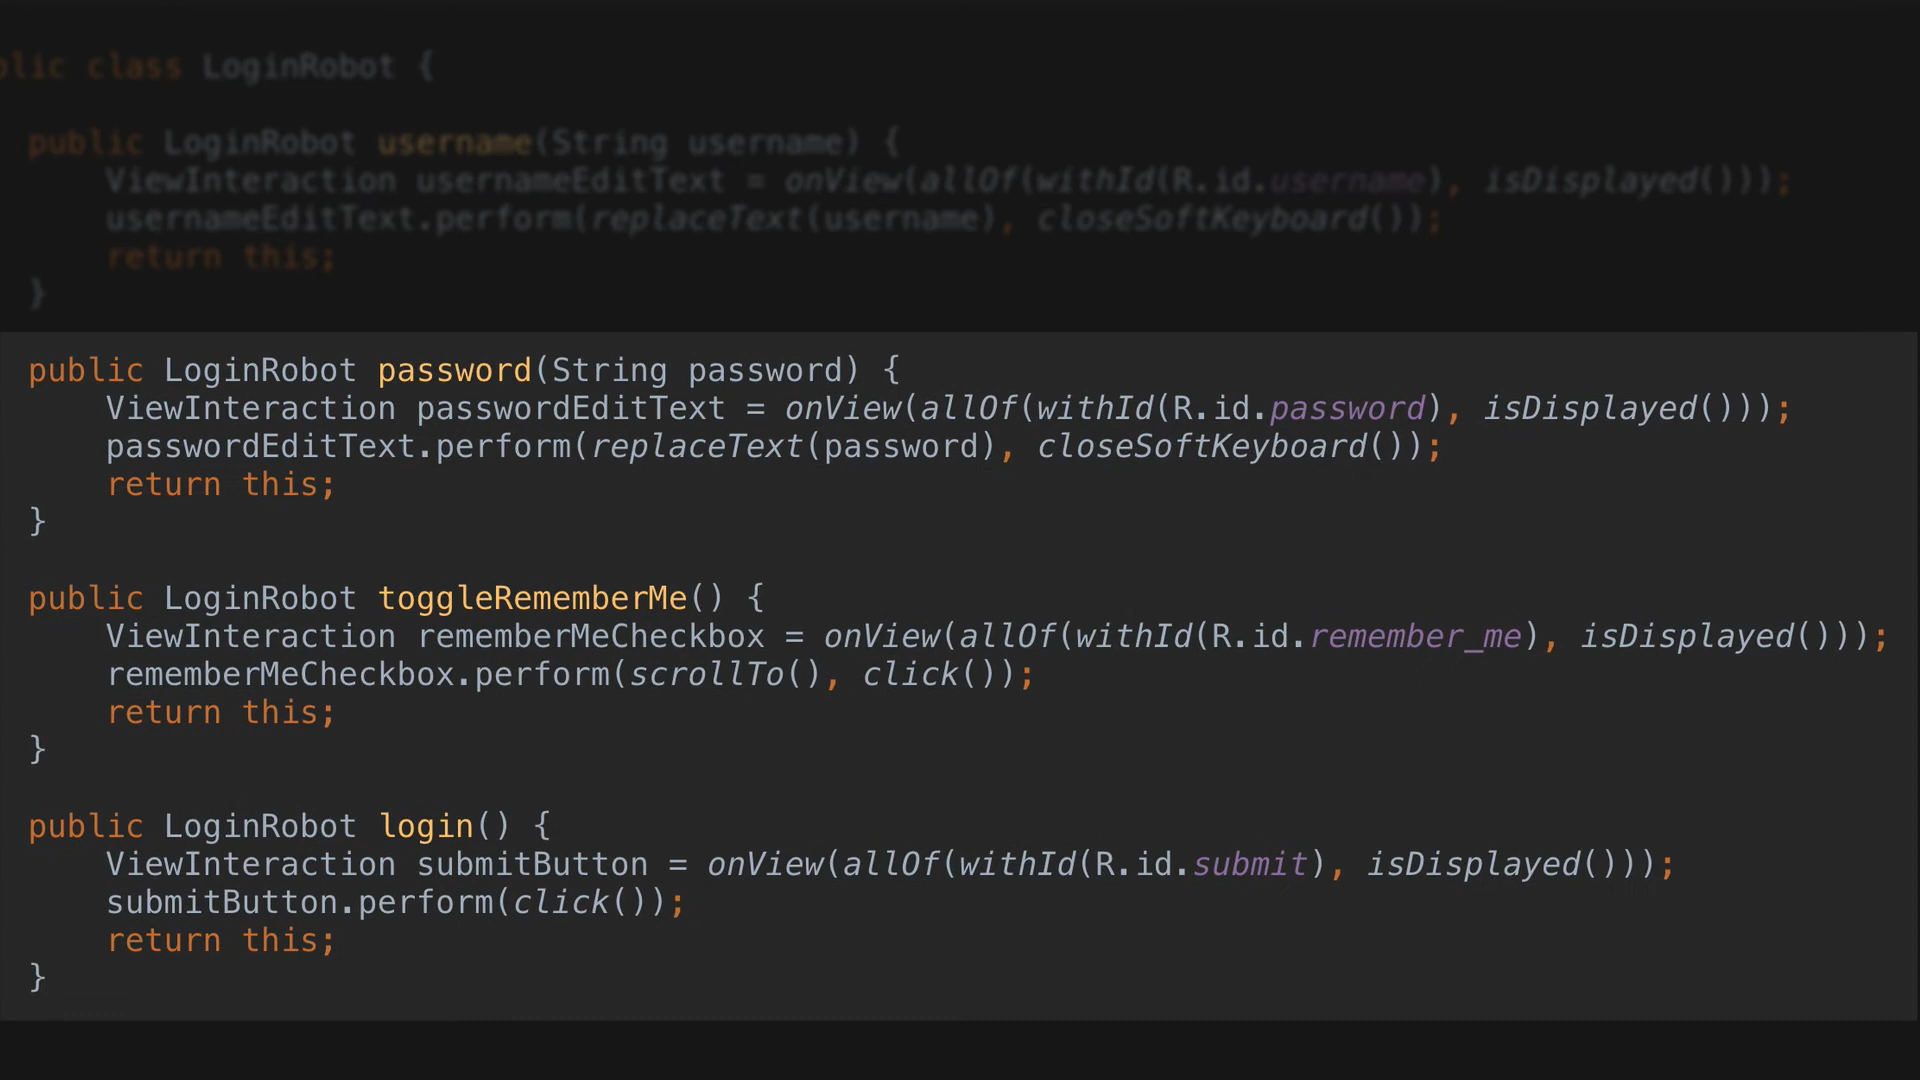 blic class LoginRobot {
public LoginRobot username(String username) {
ViewInteraction usernameEditText = onView(allOf(withId(R.id.username), isDisplayed()));
usernameEditText.perform(replaceText(username), closeSoftKeyboard());
return this;
}
public LoginRobot password(String password) {
ViewInteraction passwordEditText = onView(allOf(withId(R.id.password), isDisplayed()));
passwordEditText.perform(replaceText(password), closeSoftKeyboard());
return this;
}
public LoginRobot toggleRememberMe() {
ViewInteraction rememberMeCheckbox = onView(allOf(withId(R.id.remember_me), isDisplayed()));
rememberMeCheckbox.perform(scrollTo(), click());
return this;
}
public LoginRobot login() {
ViewInteraction submitButton = onView(allOf(withId(R.id.submit), isDisplayed()));
submitButton.perform(click());
return this;
}